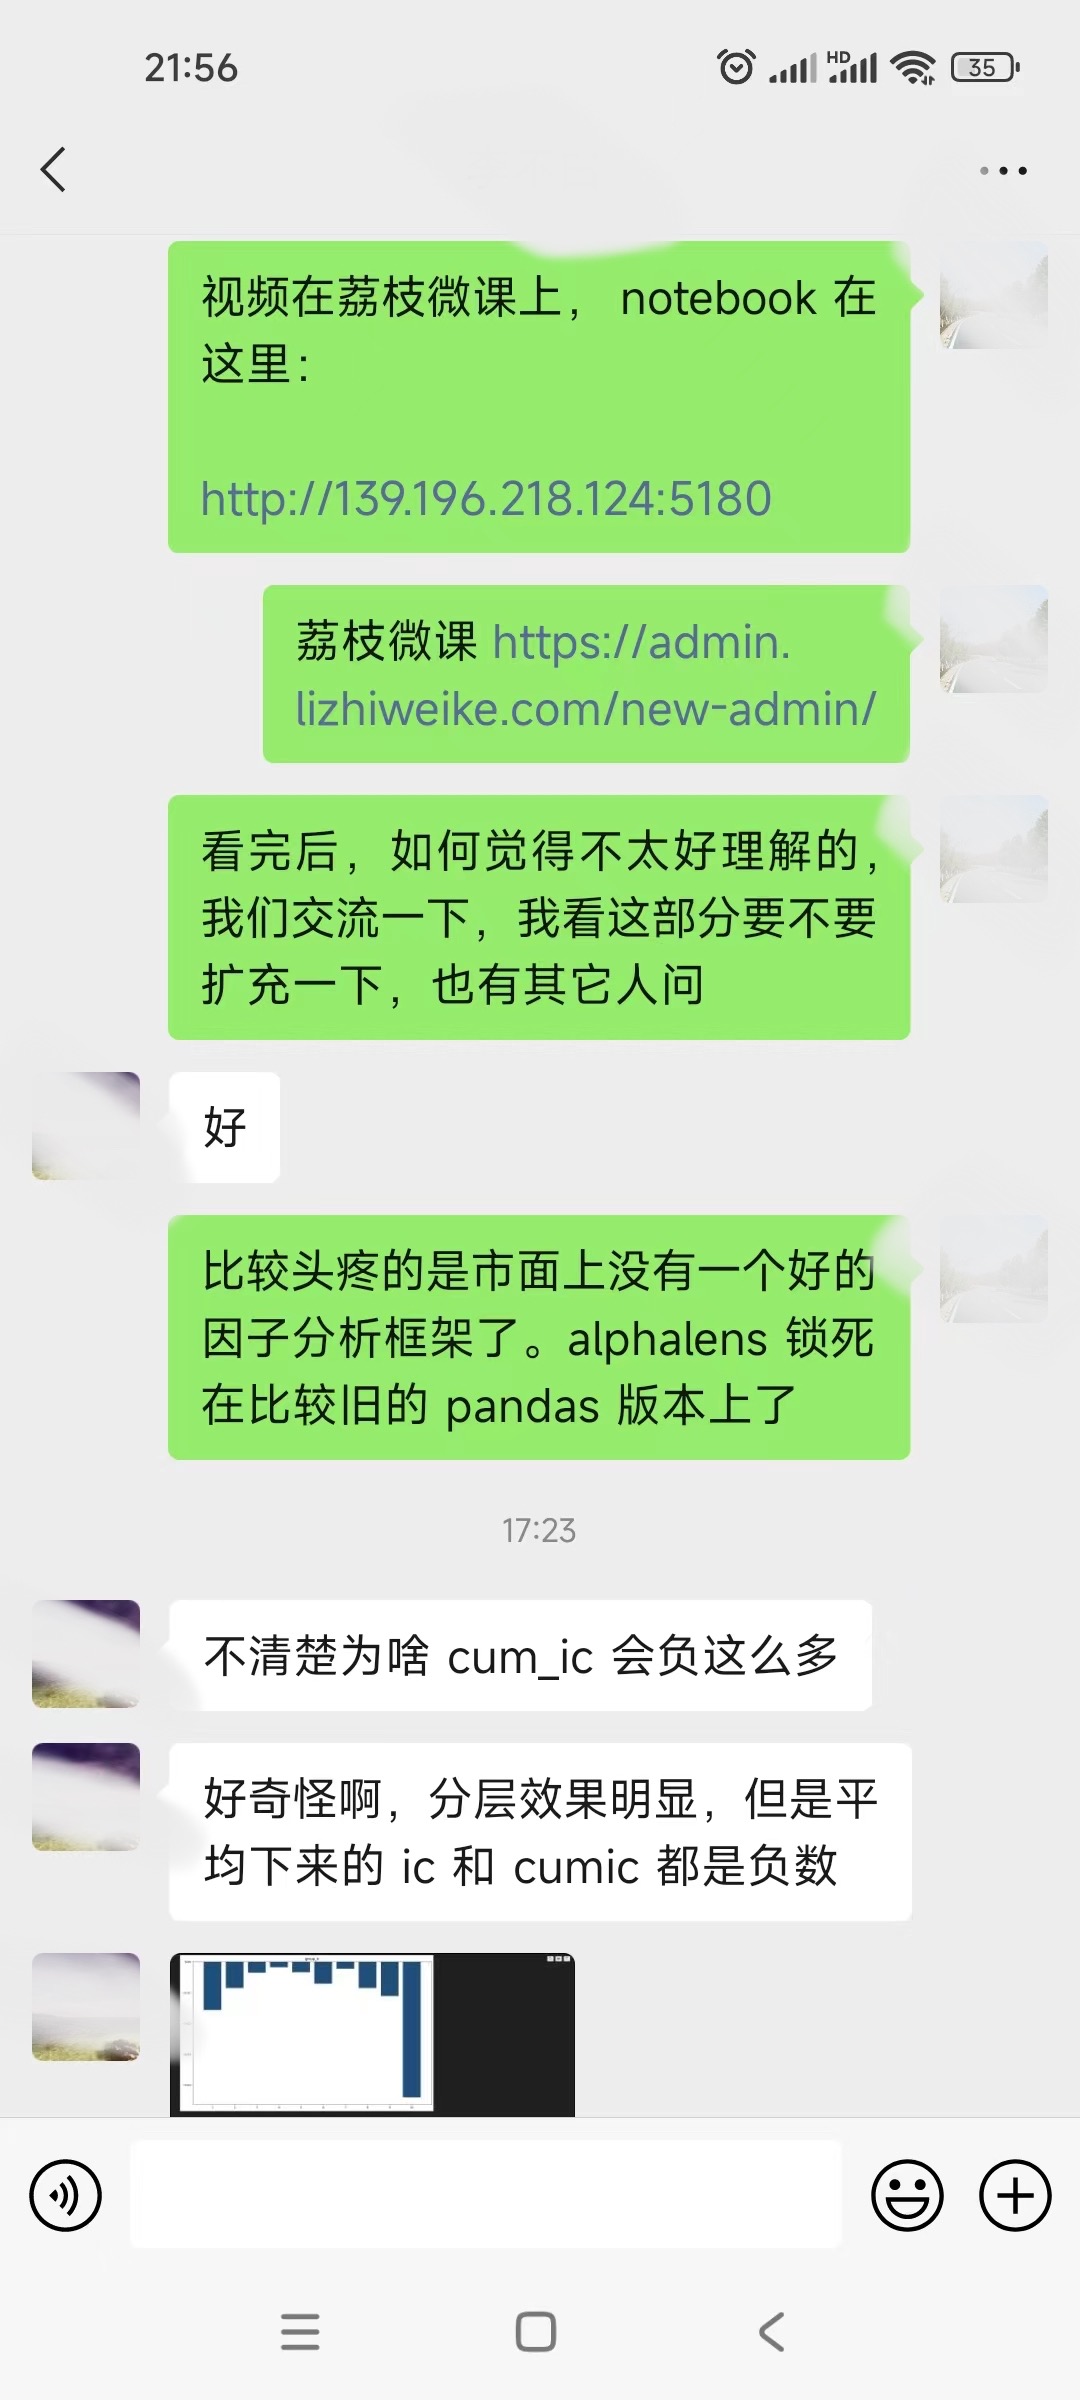 21:56
HD
35
视频在荔枝微课上， notebook 在
这里：
http://139.196.218.124:5180
荔枝微课 https://admin.
lizhiweike.com/new-admin/
看完后，如何觉得不太好理解的，
我们交流一下，我看这部分要不要
扩充一下，也有其它人问
好
比较头疼的是市面上没有一个好的
因子分析框架了。alphalens 锁死
在比较旧的 pandas 版本上了
17:23
不清楚为啥 cum_ic 会负这么多
好奇怪啊，分层效果明显，但是平
均下来的 ic 和 cumic 都是负数